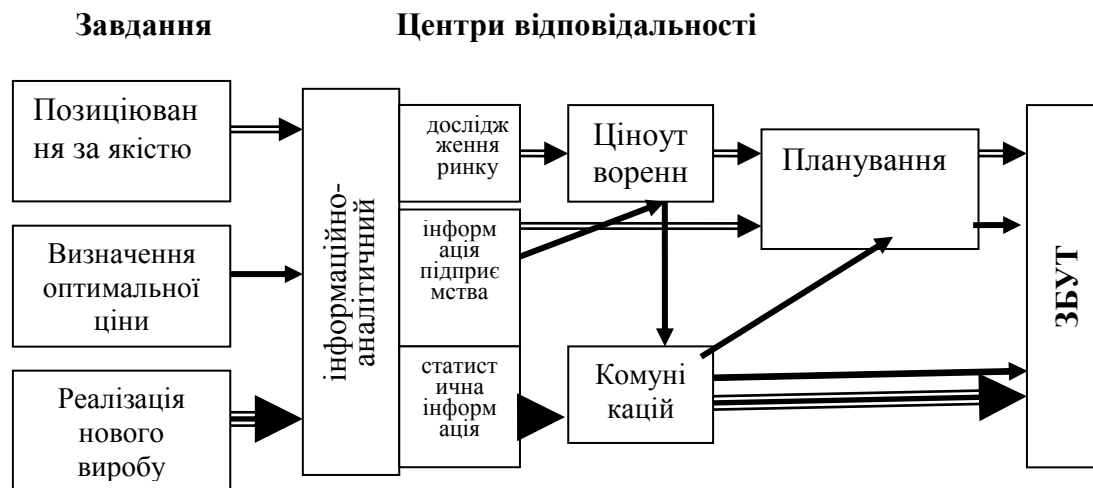 Завдання
Центри відповідальності
Позиціюван
ня за якістю
Визначення
оптимальної
ціни
Реалізація
нового
виробу
інформаційно-
аналітичний
дослідж
ження
ринку
інформ
ація
підприє
мства
статист
ична
інформ
ація
Ціноут
воренн
Комуні
кацій
Планування
ЗБУТ